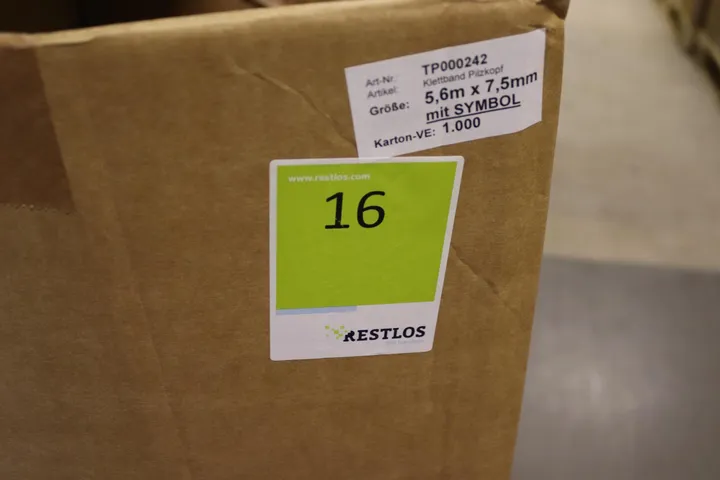 Art-Nr.: TP000242
Artikel: Klettband Pilzkopf
Größe: 5,6m x 7,5mm
mit SYMBOL
Karton-VE: 1.000
www.restlos.com
16
RESTLOS